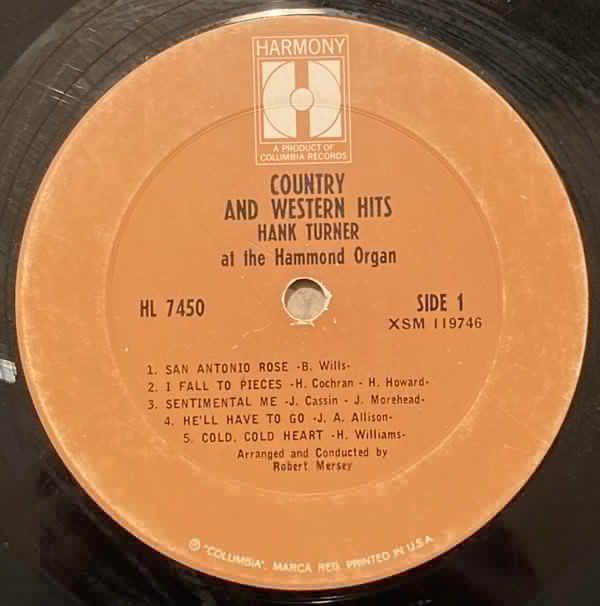 HARMONY
A PRODUCT OF
COLUMBIA RECORDS
COUNTRY
AND WESTERN HITS
HANK TURNER
at the Hammond Organ
HL 7450
SIDE 1
XSM 119746
1. SAN ANTONIO ROSE -B. Wills-
2. I FALL TO PIECES -H. Cochran - H. Howard-
3. SENTIMENTAL ME -J. Cassin - J. Morehead-
4. HE'LL HAVE TO GO -J. A. Allison-
5. COLD, COLD HEART -H. Williams-
Arranged and Conducted by
Robert Mersey
℗ "COLUMBIA", MARCA REG. PRINTED IN U.S.A.